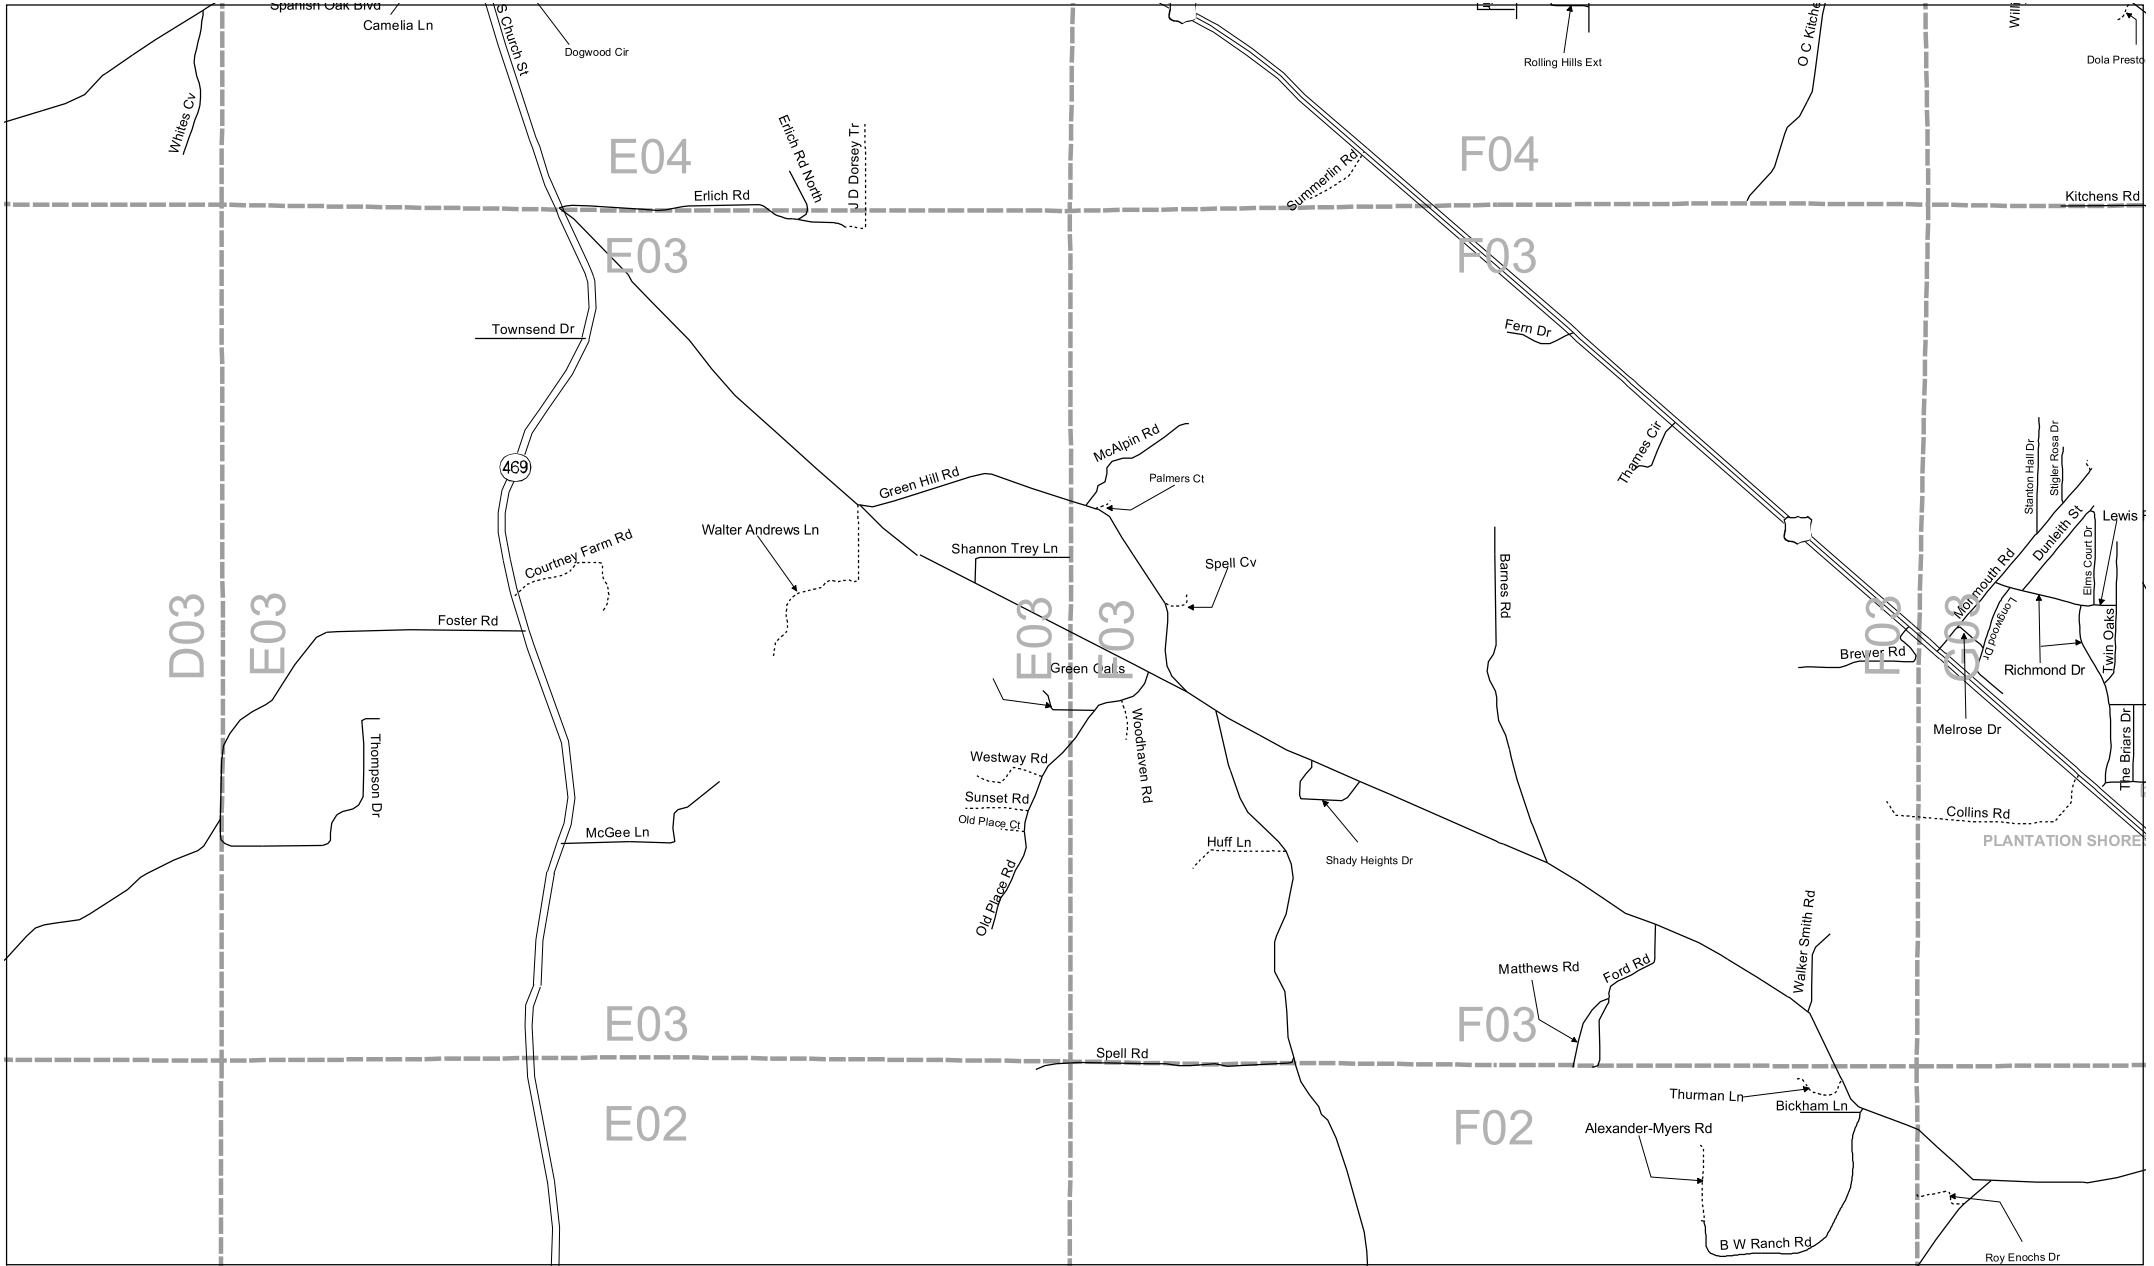 Spanish Oak Blvd
Camelia Ln
S Church St
Dogwood Cir
Rolling Hills Ext
O C Kitche
Willi
Dola Presto
Whites Cv
E04
Erlich Rd North
J D Dorsey Tr
F04
Summerlin Rd
Erlich Rd
Kitchens Rd
E03
F03
Townsend Dr
Fern Dr
469
McAlpin Rd
Thames Cir
Green Hill Rd
Palmers Ct
Stanton Hall Dr
Stigler Rosa Dr
Walter Andrews Ln
Courtney Farm Rd
Shannon Trey Ln
Spell Cv
Barnes Rd
Monmouth Rd
Dunleith St
Elms Court Dr
Lewis
D03
E03
Foster Rd
E03
F03
Green Oaks
F03
G03
Longwood Dr
Brewer Rd
Richmond Dr
Twin Oaks
Melrose Dr
The Briars Dr
Thompson Dr
Woodhaven Rd
Westway Rd
Sunset Rd
Old Place Ct
McGee Ln
Huff Ln
Shady Heights Dr
Collins Rd
PLANTATION SHORE
Old Place Rd
Walker Smith Rd
Matthews Rd
Ford Rd
E03
F03
Spell Rd
Thurman Ln
Bickham Ln
E02
F02
Alexander-Myers Rd
B W Ranch Rd
Roy Enochs Dr